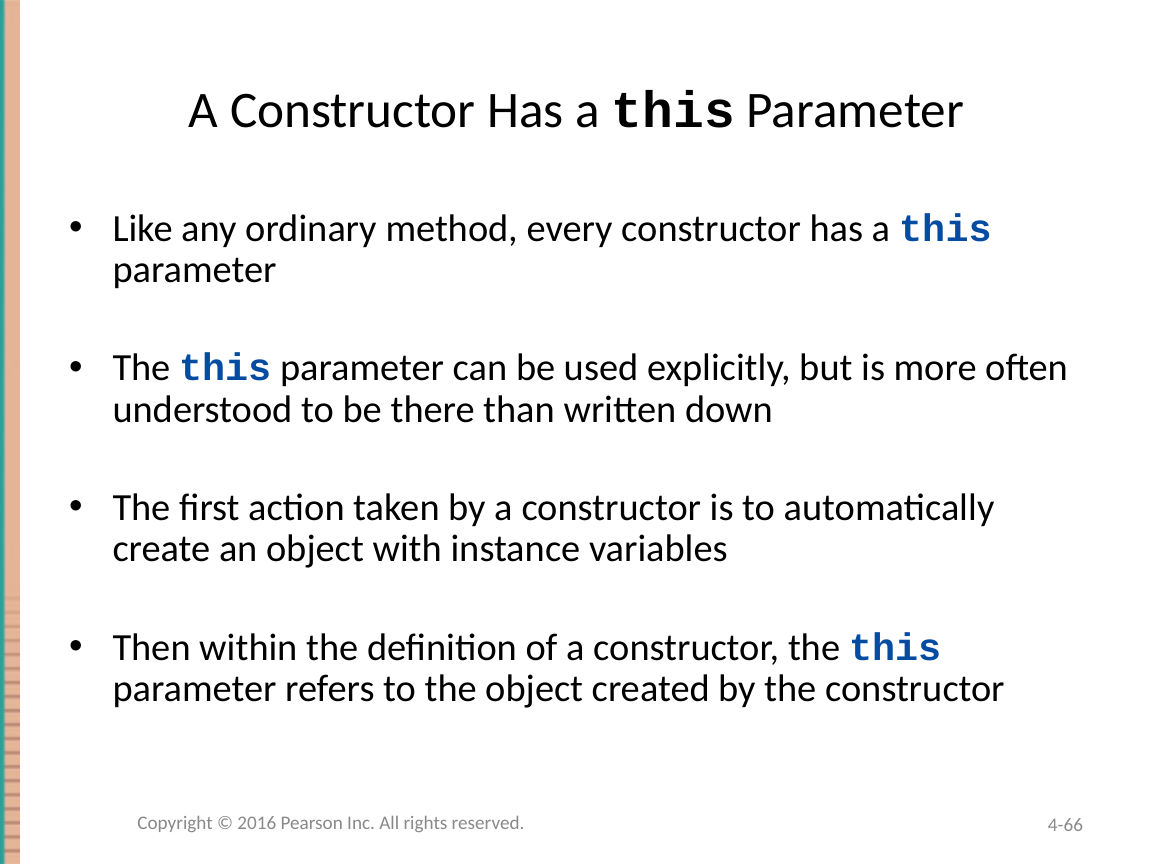 A Constructor Has a this Parameter
• Like any ordinary method, every constructor has a this
parameter
• The this parameter can be used explicitly, but is more often
understood to be there than written down
• The first action taken by a constructor is to automatically
create an object with instance variables
• Then within the definition of a constructor, the this
parameter refers to the object created by the constructor
Copyright © 2016 Pearson Inc. All rights reserved.
4-66